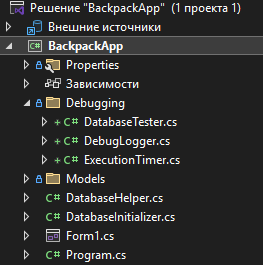 Решение "BackpackApp" (1 проекта)
Внешние источники
C# BackpackApp
Properties
Зависимости
Debugging
+ C# DatabaseTester.cs
+ C# DebugLogger.cs
+ C# ExecutionTimer.cs
Models
C# DatabaseHelper.cs
C# DatabaseInitializer.cs
Form1.cs
C# Program.cs